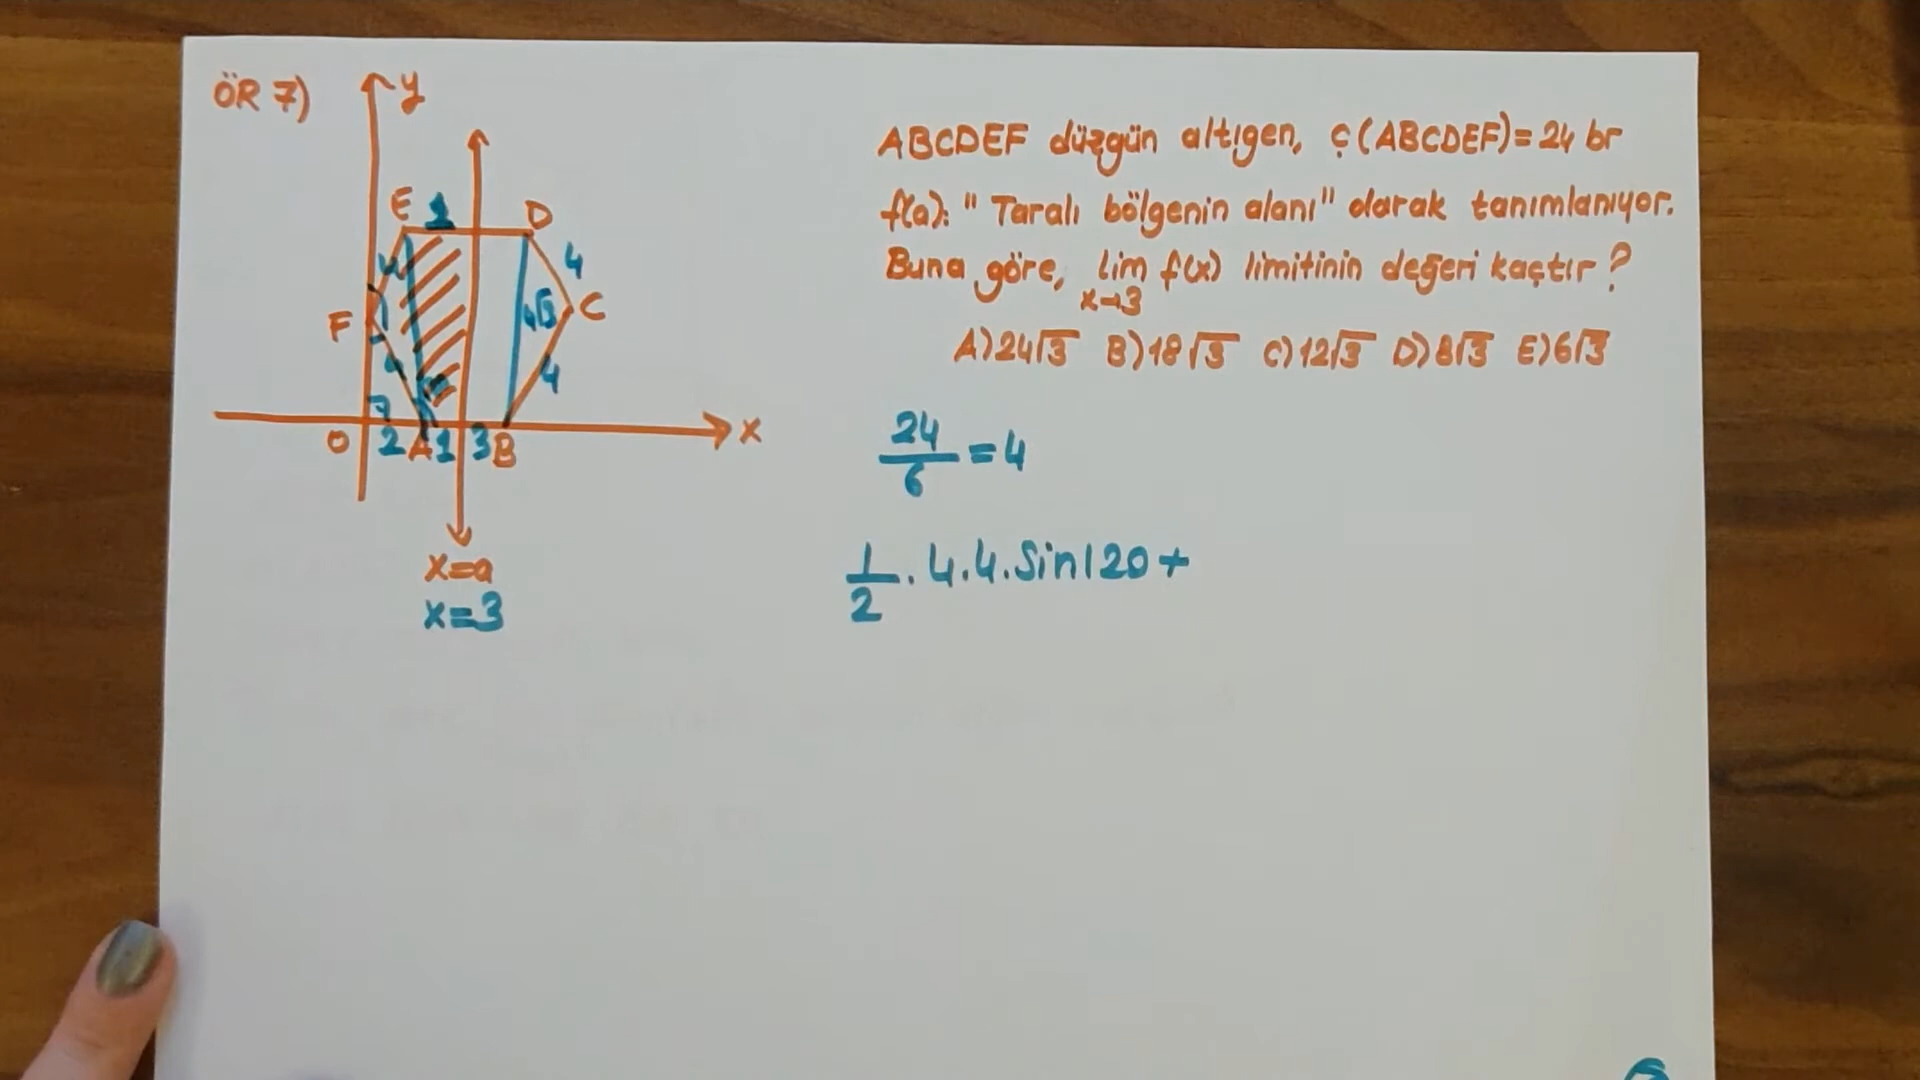 ÖR 7)
y
E 1 D
4 4
F 4√3 C
4 4
O 2 A 1 3 B x
x=a
x=3
ABCDEF düzgün altıgen, Ç(ABCDEF)=24 br
f(a): "Taralı bölgenin alanı" olarak tanımlanıyor.
Buna göre, lim f(x) limitinin değeri kaçtır?
x→3
A)24√3 B)18√3 C)12√3 D)8√3 E)6√3
24/6 = 4
1/2 . 4.4. Sin120 +